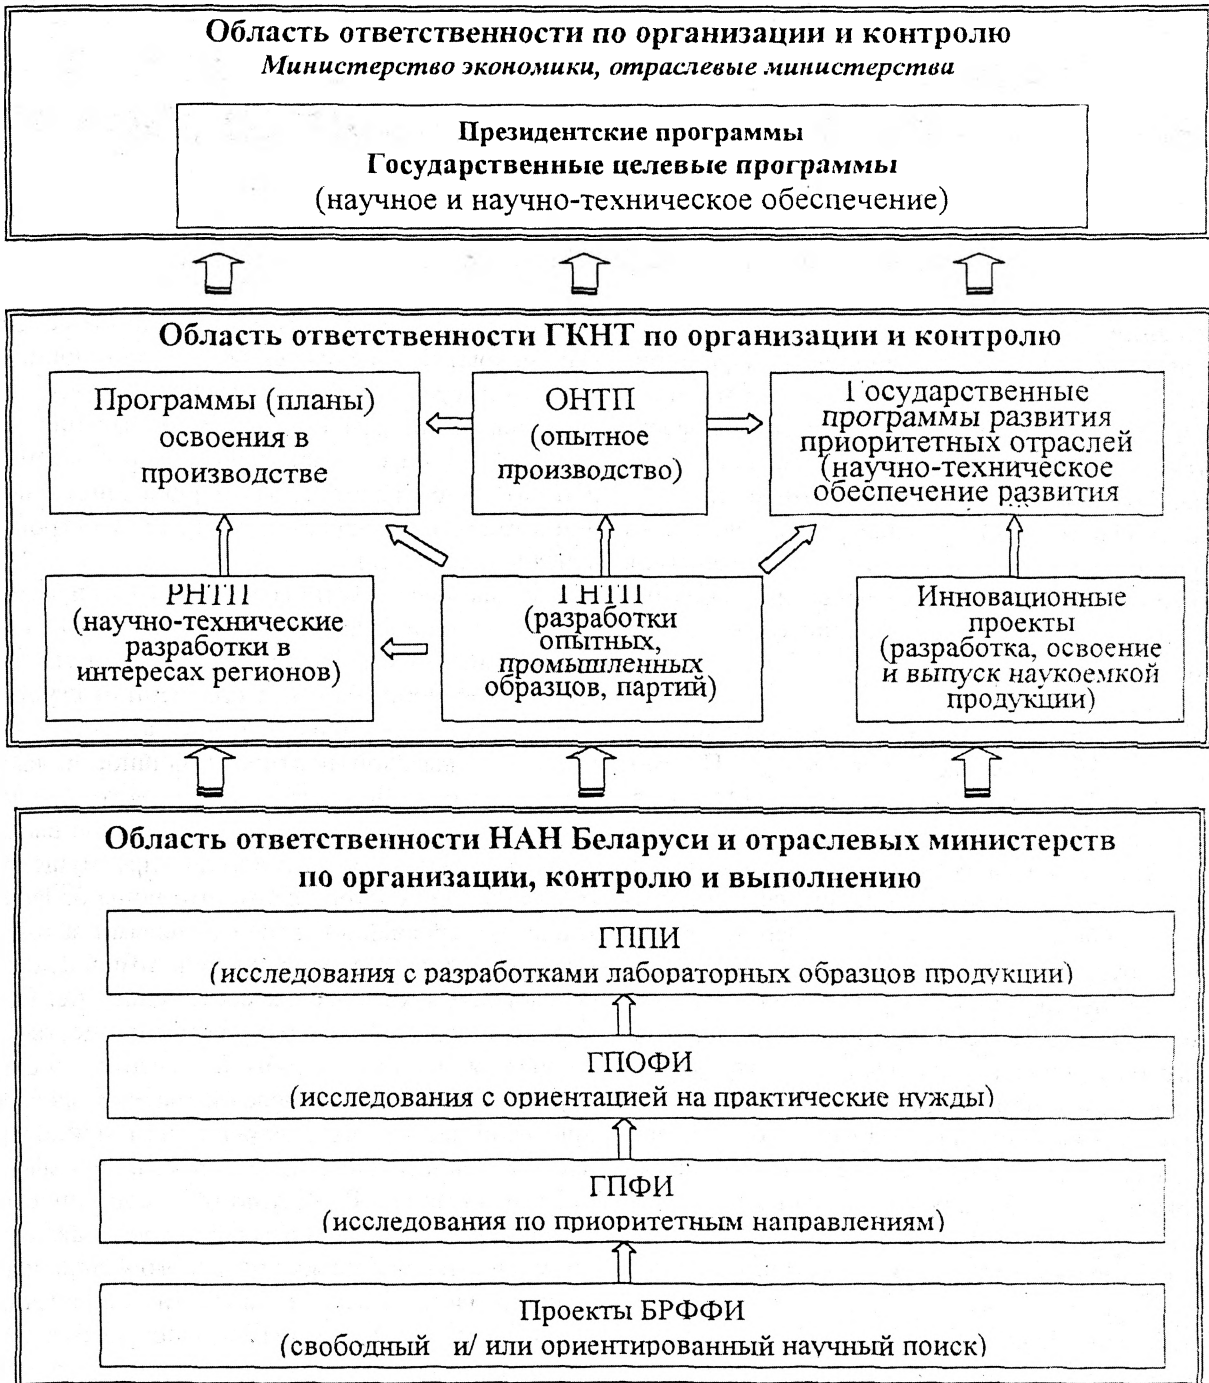 Область ответственности по организации и контролю
Министерство экономики, отраслевые министерства
Президентские программы
Государственные целевые программы
(научное и научно-техническое обеспечение)
Область ответственности ГКНТ по организации и контролю
Программы (планы)
освоения в
производстве
ОНТП
(опытное
производство)
Государственные
программы развития
приоритетных отраслей
(научно-техническое
обеспечение развития
РНТП
(научно-технические
разработки в
интересах регионов)
ГНТП
(разработки
опытных,
промышленных
образцов, партий)
Инновационные
проекты
(разработка, освоение
и выпуск наукоемкой
продукции)
Область ответственности НАН Беларуси и отраслевых министерств
по организации, контролю и выполнению
ГППИ
(исследования с разработками лабораторных образцов продукции)
ГПОФИ
(исследования с ориентацией на практические нужды)
ГПФИ
(исследования по приоритетным направлениям)
Проекты БРФФИ
(свободный и/ или ориентированный научный поиск)